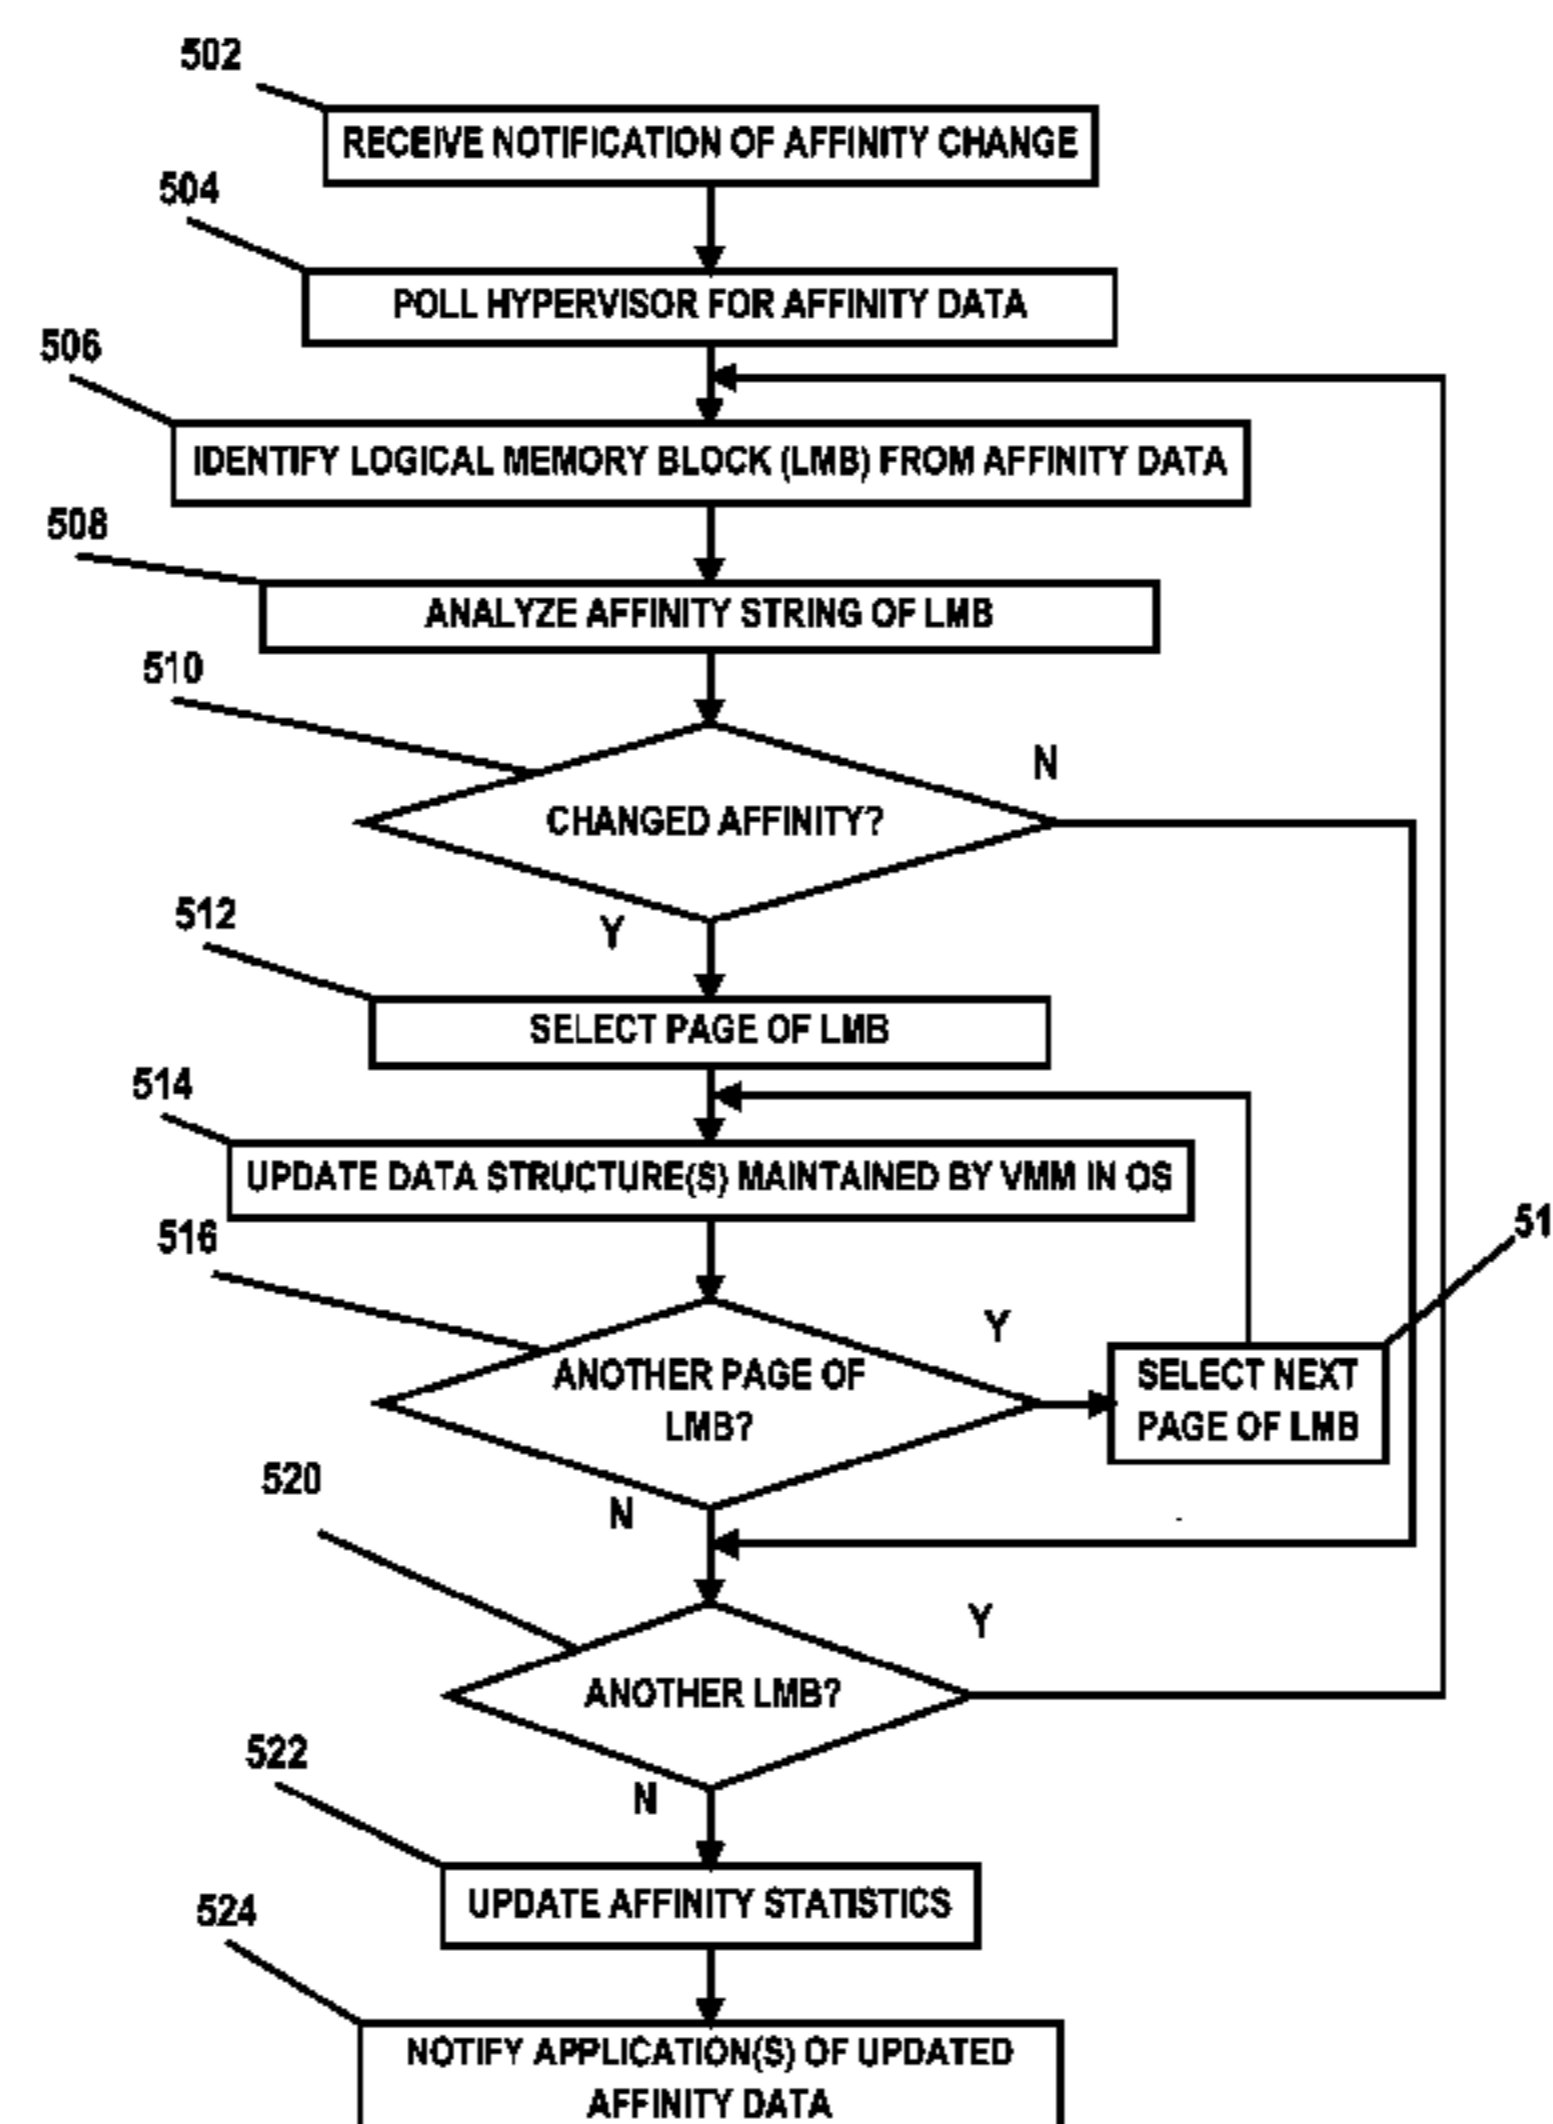 502
RECEIVE NOTIFICATION OF AFFINITY CHANGE
504
POLL HYPERVISOR FOR AFFINITY DATA
506
IDENTIFY LOGICAL MEMORY BLOCK (LMB) FROM AFFINITY DATA
508
ANALYZE AFFINITY STRING OF LMB
510
N
CHANGED AFFINITY?
Y
512
SELECT PAGE OF LMB
514
UPDATE DATA STRUCTURE(S) MAINTAINED BY VMM IN OS
516
51
Y
ANOTHER PAGE OF
LMB?
SELECT NEXT
PAGE OF LMB
N
520
Y
ANOTHER LMB?
N
522
UPDATE AFFINITY STATISTICS
524
NOTIFY APPLICATION(S) OF UPDATED
AFFINITY DATA